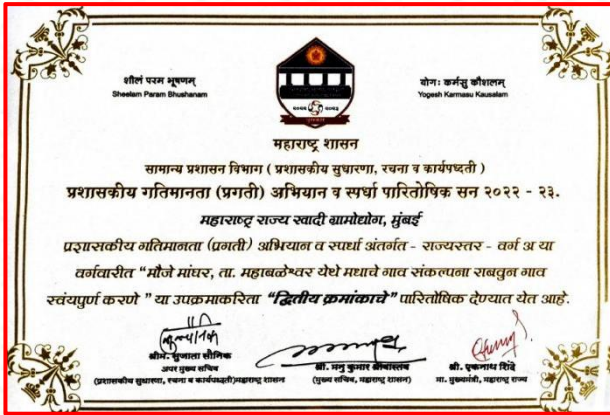 शीलं परम भूषणम्
Sheelam Param Bhushanam
योगः कर्मसु कौशलम्
Yogesh Karmasu Kausalam
महाराष्ट्र शासन
सामान्य प्रशासन विभाग ( प्रशासकीय सुधारणा, रचना व कार्यपध्दती )
प्रशासकीय गतिमानता (प्रगती) अभियान व स्पर्धा पारितोषिक सन २०२२ - २३.
महाराष्ट्र राज्य खादी ग्रामोद्योग, मुंबई
प्रशासकीय गतिमानता (प्रगती) अभियान व स्पर्धा अंतर्गत - राज्यस्तर - वर्ग अ या
वर्गवारीत "मौजे मांघर, ता. महाबळेश्वर येथे मधाचे गाव संकल्पना राबवुन गाव
स्वंयपुर्ण करणे " या उपक्रमाकरिता "द्वितीय क्रमांकाचे" पारितोषिक देण्यात येत आहे.
श्रीम. सुजाता सौनिक
अपर मुख्य सचिव
(प्रशासकीय सुधारणा, रचना व कार्यपध्दती)महाराष्ट्र शासन
श्री. मनु कुमार श्रीवास्तव
(मुख्य सचिव, महाराष्ट्र शासन)
श्री. एकनाथ शिंदे
मा. मुख्यमंत्री, महाराष्ट्र राज्य